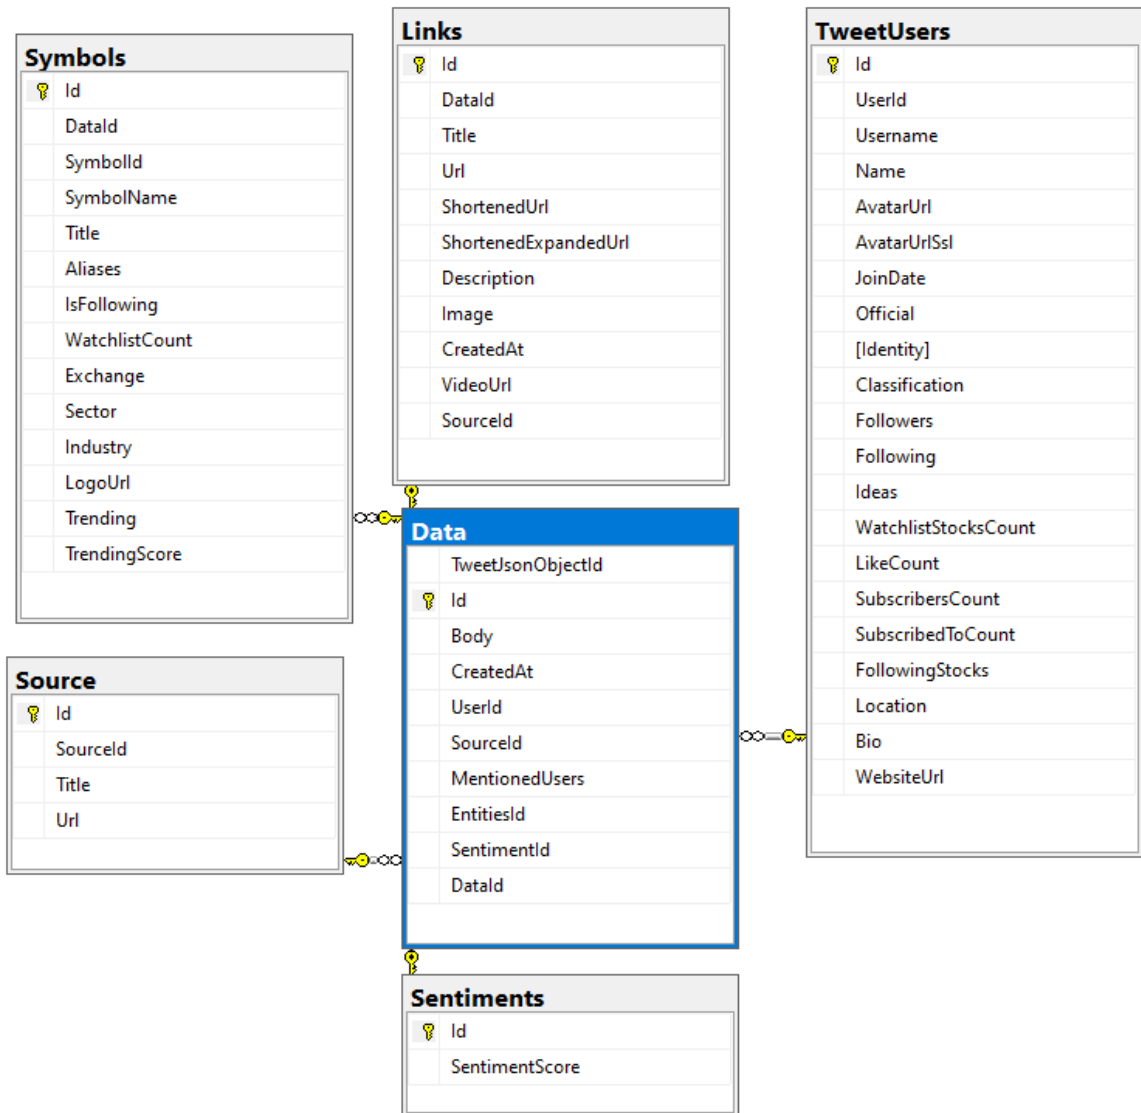 Symbols
Id
DataId
SymbolId
SymbolName
Title
Aliases
IsFollowing
WatchlistCount
Exchange
Sector
Industry
LogoUrl
Trending
TrendingScore
Links
Id
DataId
Title
Url
ShortenedUrl
ShortenedExpandedUrl
Description
Image
CreatedAt
VideoUrl
SourceId
TweetUsers
Id
UserId
Username
Name
AvatarUrl
AvatarUrlSsl
JoinDate
Official
[Identity]
Classification
Followers
Following
Ideas
WatchlistStocksCount
LikeCount
SubscribersCount
SubscribedToCount
FollowingStocks
Location
Bio
WebsiteUrl
Data
TweetJsonObjectId
Id
Body
CreatedAt
UserId
SourceId
MentionedUsers
EntitiesId
SentimentId
DataId
Source
Id
SourceId
Title
Url
Sentiments
Id
SentimentScore